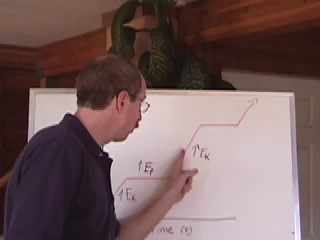 ↑ Eₖ
↑ Eₚ
↑ Eₖ
Time (s)